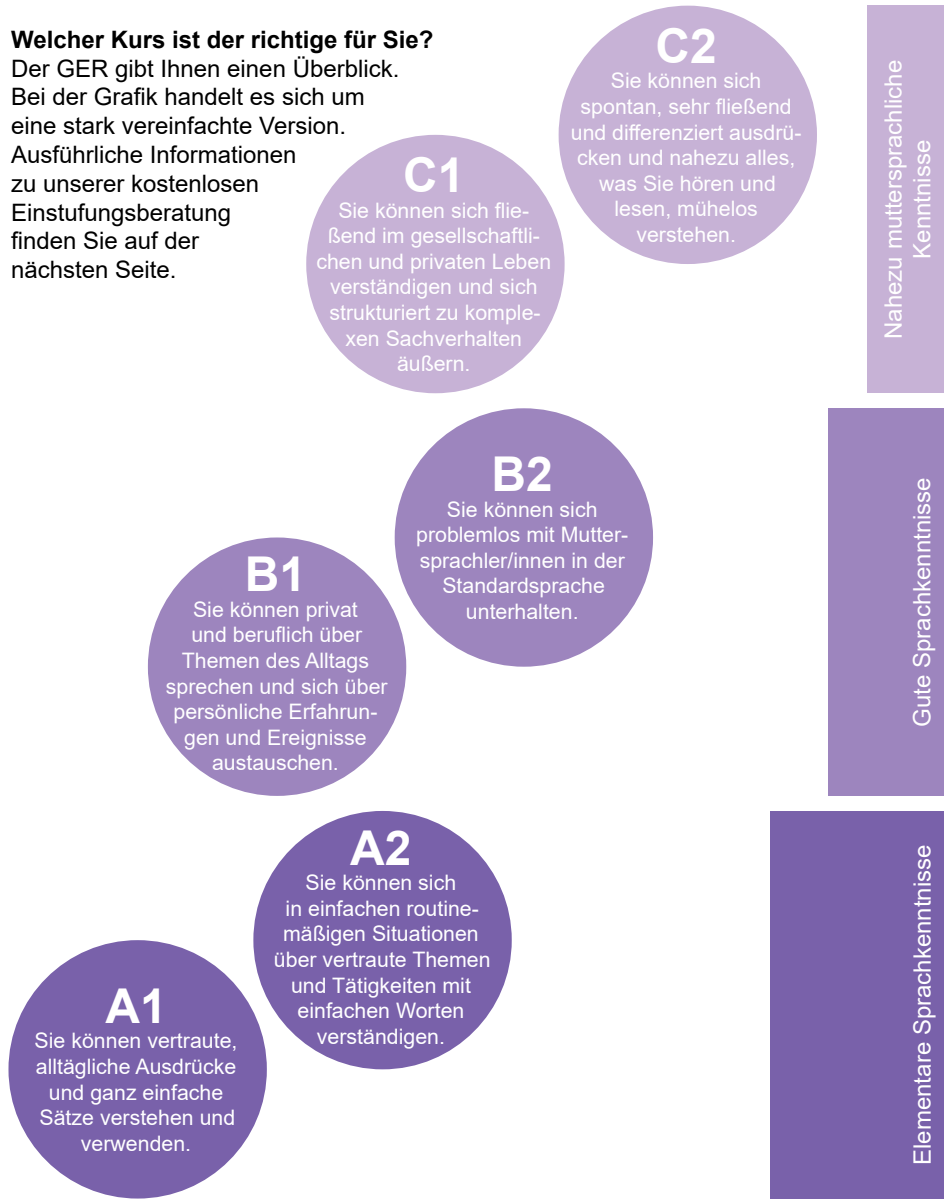 Welcher Kurs ist der richtige für Sie?
Der GER gibt Ihnen einen Überblick.
Bei der Grafik handelt es sich um
eine stark vereinfachte Version.
Ausführliche Informationen
zu unserer kostenlosen
Einstufungsberatung
finden Sie auf der
nächsten Seite.
C2
Sie können sich
spontan, sehr fließend
und differenziert ausdrü-
cken und nahezu alles,
was Sie hören und
lesen, mühelos
verstehen.
C1
Sie können sich flie-
ßend im gesellschaftli-
chen und privaten Leben
verständigen und sich
strukturiert zu komple-
xen Sachverhalten
äußern.
Nahezu muttersprachliche
Kenntnisse
B2
Sie können sich
problemlos mit Mutter-
sprachler/innen in der
Standardsprache
unterhalten.
B1
Sie können privat
und beruflich über
Themen des Alltags
sprechen und sich über
persönliche Erfahrun-
gen und Ereignisse
austauschen.
Gute Sprachkenntnisse
A2
Sie können sich
in einfachen routine-
mäßigen Situationen
über vertraute Themen
und Tätigkeiten mit
einfachen Worten
verständigen.
A1
Sie können vertraute,
alltägliche Ausdrücke
und ganz einfache
Sätze verstehen und
verwenden.
Elementare Sprachkenntnisse